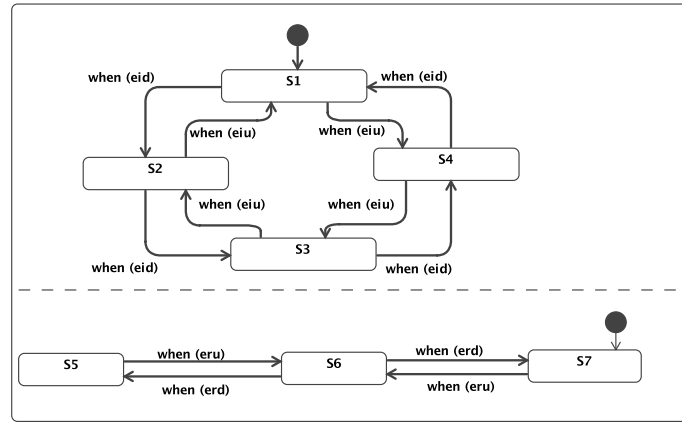 when (eid)
S1
when (eid)
when (eiu)
when (eiu)
S2
S4
when (eiu)
when (eiu)
S3
when (eid)
when (eid)
when (eru)
when (erd)
S5
S6
S7
when (erd)
when (eru)